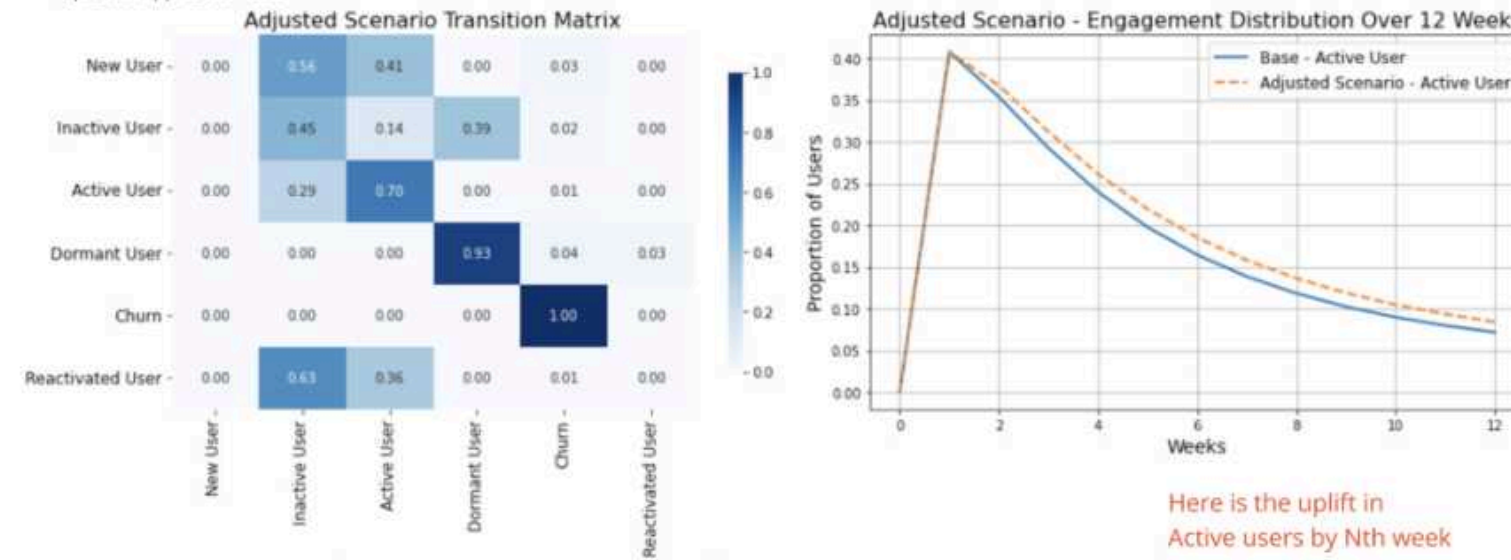 Adjusted Scenario Transition Matrix
New User
0.00 0.56 0.41 0.00 0.03 0.00
Inactive User
0.00 0.45 0.14 0.39 0.02 0.00
Active User
0.00 0.29 0.70 0.00 0.01 0.00
Dormant User
0.00 0.00 0.00 0.93 0.04 0.03
Churn
0.00 0.00 0.00 0.00 1.00 0.00
Reactivated User
0.00 0.63 0.36 0.00 0.01 0.00
New User
Inactive User
Active User
Dormant User
Churn
Reactivated User
1.0
0.8
0.6
0.4
0.2
0.0
Adjusted Scenario - Engagement Distribution Over 12 Week
Base - Active User
Adjusted Scenario - Active User
Proportion of Users
0.40
0.35
0.30
0.25
0.20
0.15
0.10
0.05
0.00
0 2 4 6 8 10 12
Weeks
Here is the uplift in
Active users by Nth week